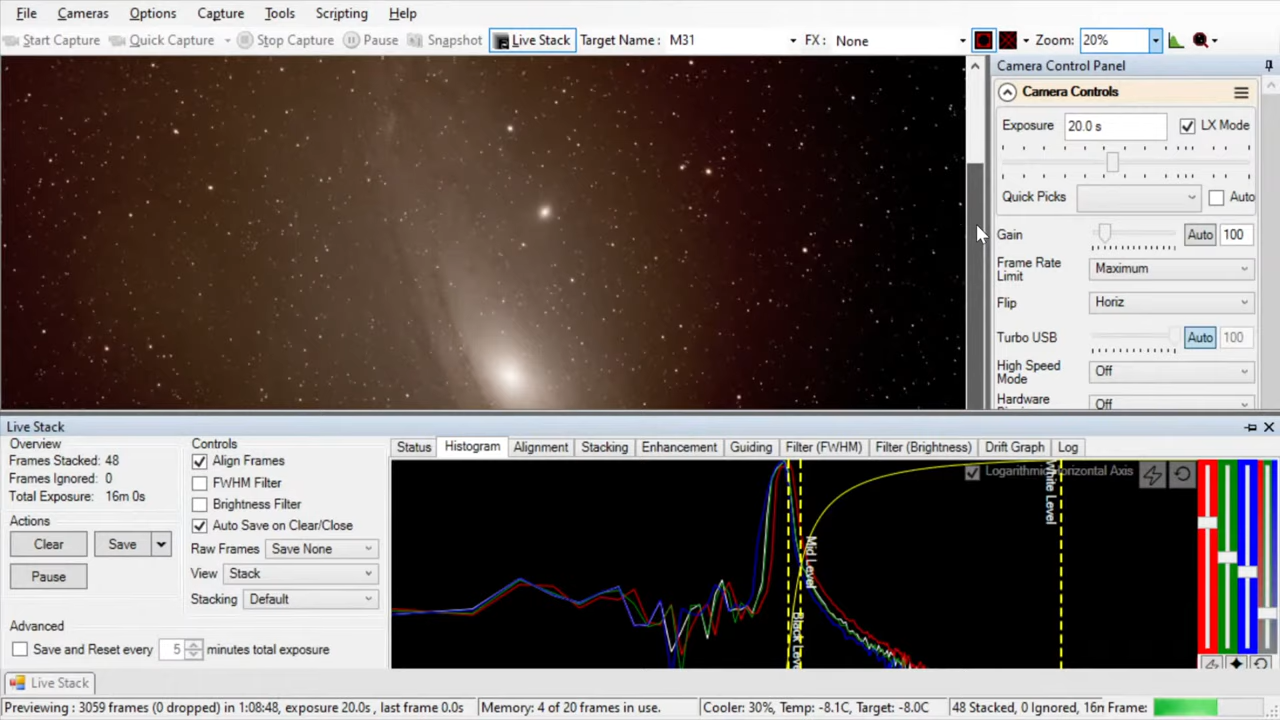 File Cameras Options Capture Tools Scripting Help
Start Capture Quick Capture Stop Capture Pause Snapshot Live Stack Target Name : M31 FX : None Zoom: 20%
Camera Control Panel
Camera Controls
Exposure 20.0 s LX Mode
Quick Picks Auto
Gain Auto 100
Frame Rate Limit Maximum
Flip Horiz
Turbo USB Auto 100
High Speed Mode Off
Hardware Off
Live Stack
Overview
Frames Stacked: 48
Frames Ignored: 0
Total Exposure: 16m 0s
Actions
Clear Save
Pause
Advanced
Save and Reset every 5 minutes total exposure
Controls
Align Frames
FWHM Filter
Brightness Filter
Auto Save on Clear/Close
Raw Frames Save None
View Stack
Stacking Default
Status Histogram Alignment Stacking Enhancement Guiding Filter (FWHM) Filter (Brightness) Drift Graph Log
Logarithmic Horizontal Axis
White Level
Mid Level
Black Level
Live Stack
Previewing : 3059 frames (0 dropped) in 1:08:48, exposure 20.0s , last frame 0.0s Memory: 4 of 20 frames in use. Cooler: 30%, Temp: -8.1C, Target: -8.0C 48 Stacked, 0 Ignored, 16n Frame: